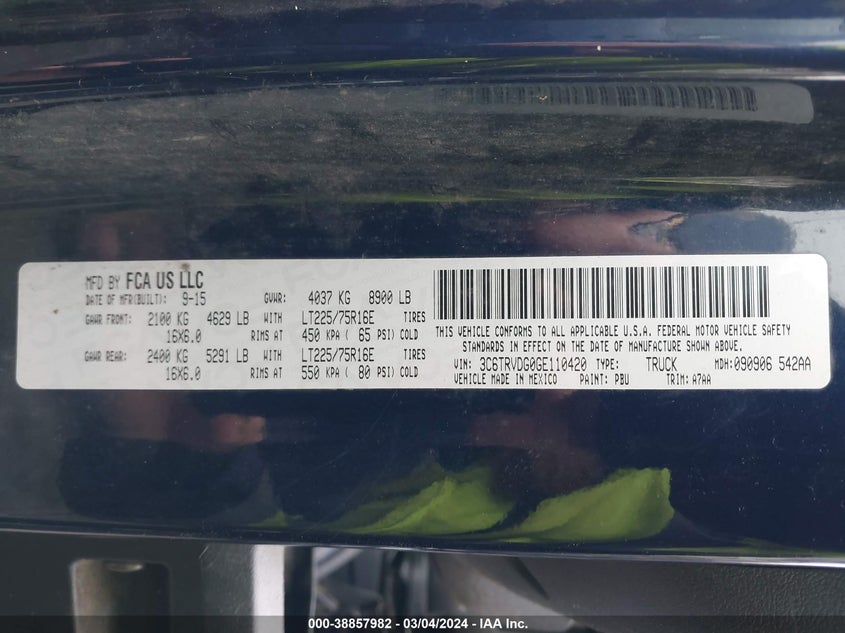 MFD BY FCA US LLC
DATE OF MFR(BUILT): 9-15 GVWR: 4037 KG 8900 LB
GAWR FRONT: 2100 KG 4629 LB WITH LT225/75R16E TIRES
16X6.0 RIMS AT 450 KPA ( 65 PSI) COLD
GAWR REAR: 2400 KG 5291 LB WITH LT225/75R16E TIRES
16X6.0 RIMS AT 550 KPA ( 80 PSI) COLD
THIS VEHICLE CONFORMS TO ALL APPLICABLE U.S.A. FEDERAL MOTOR VEHICLE SAFETY
STANDARDS IN EFFECT ON THE DATE OF MANUFACTURE SHOWN ABOVE.
VIN: 3C6TRVDG0GE110420 TYPE: TRUCK MDH: 090906 542AA
VEHICLE MADE IN MEXICO PAINT: PBU TRIM: A7AA
000-38857982 - 03/04/2024 - IAA Inc.